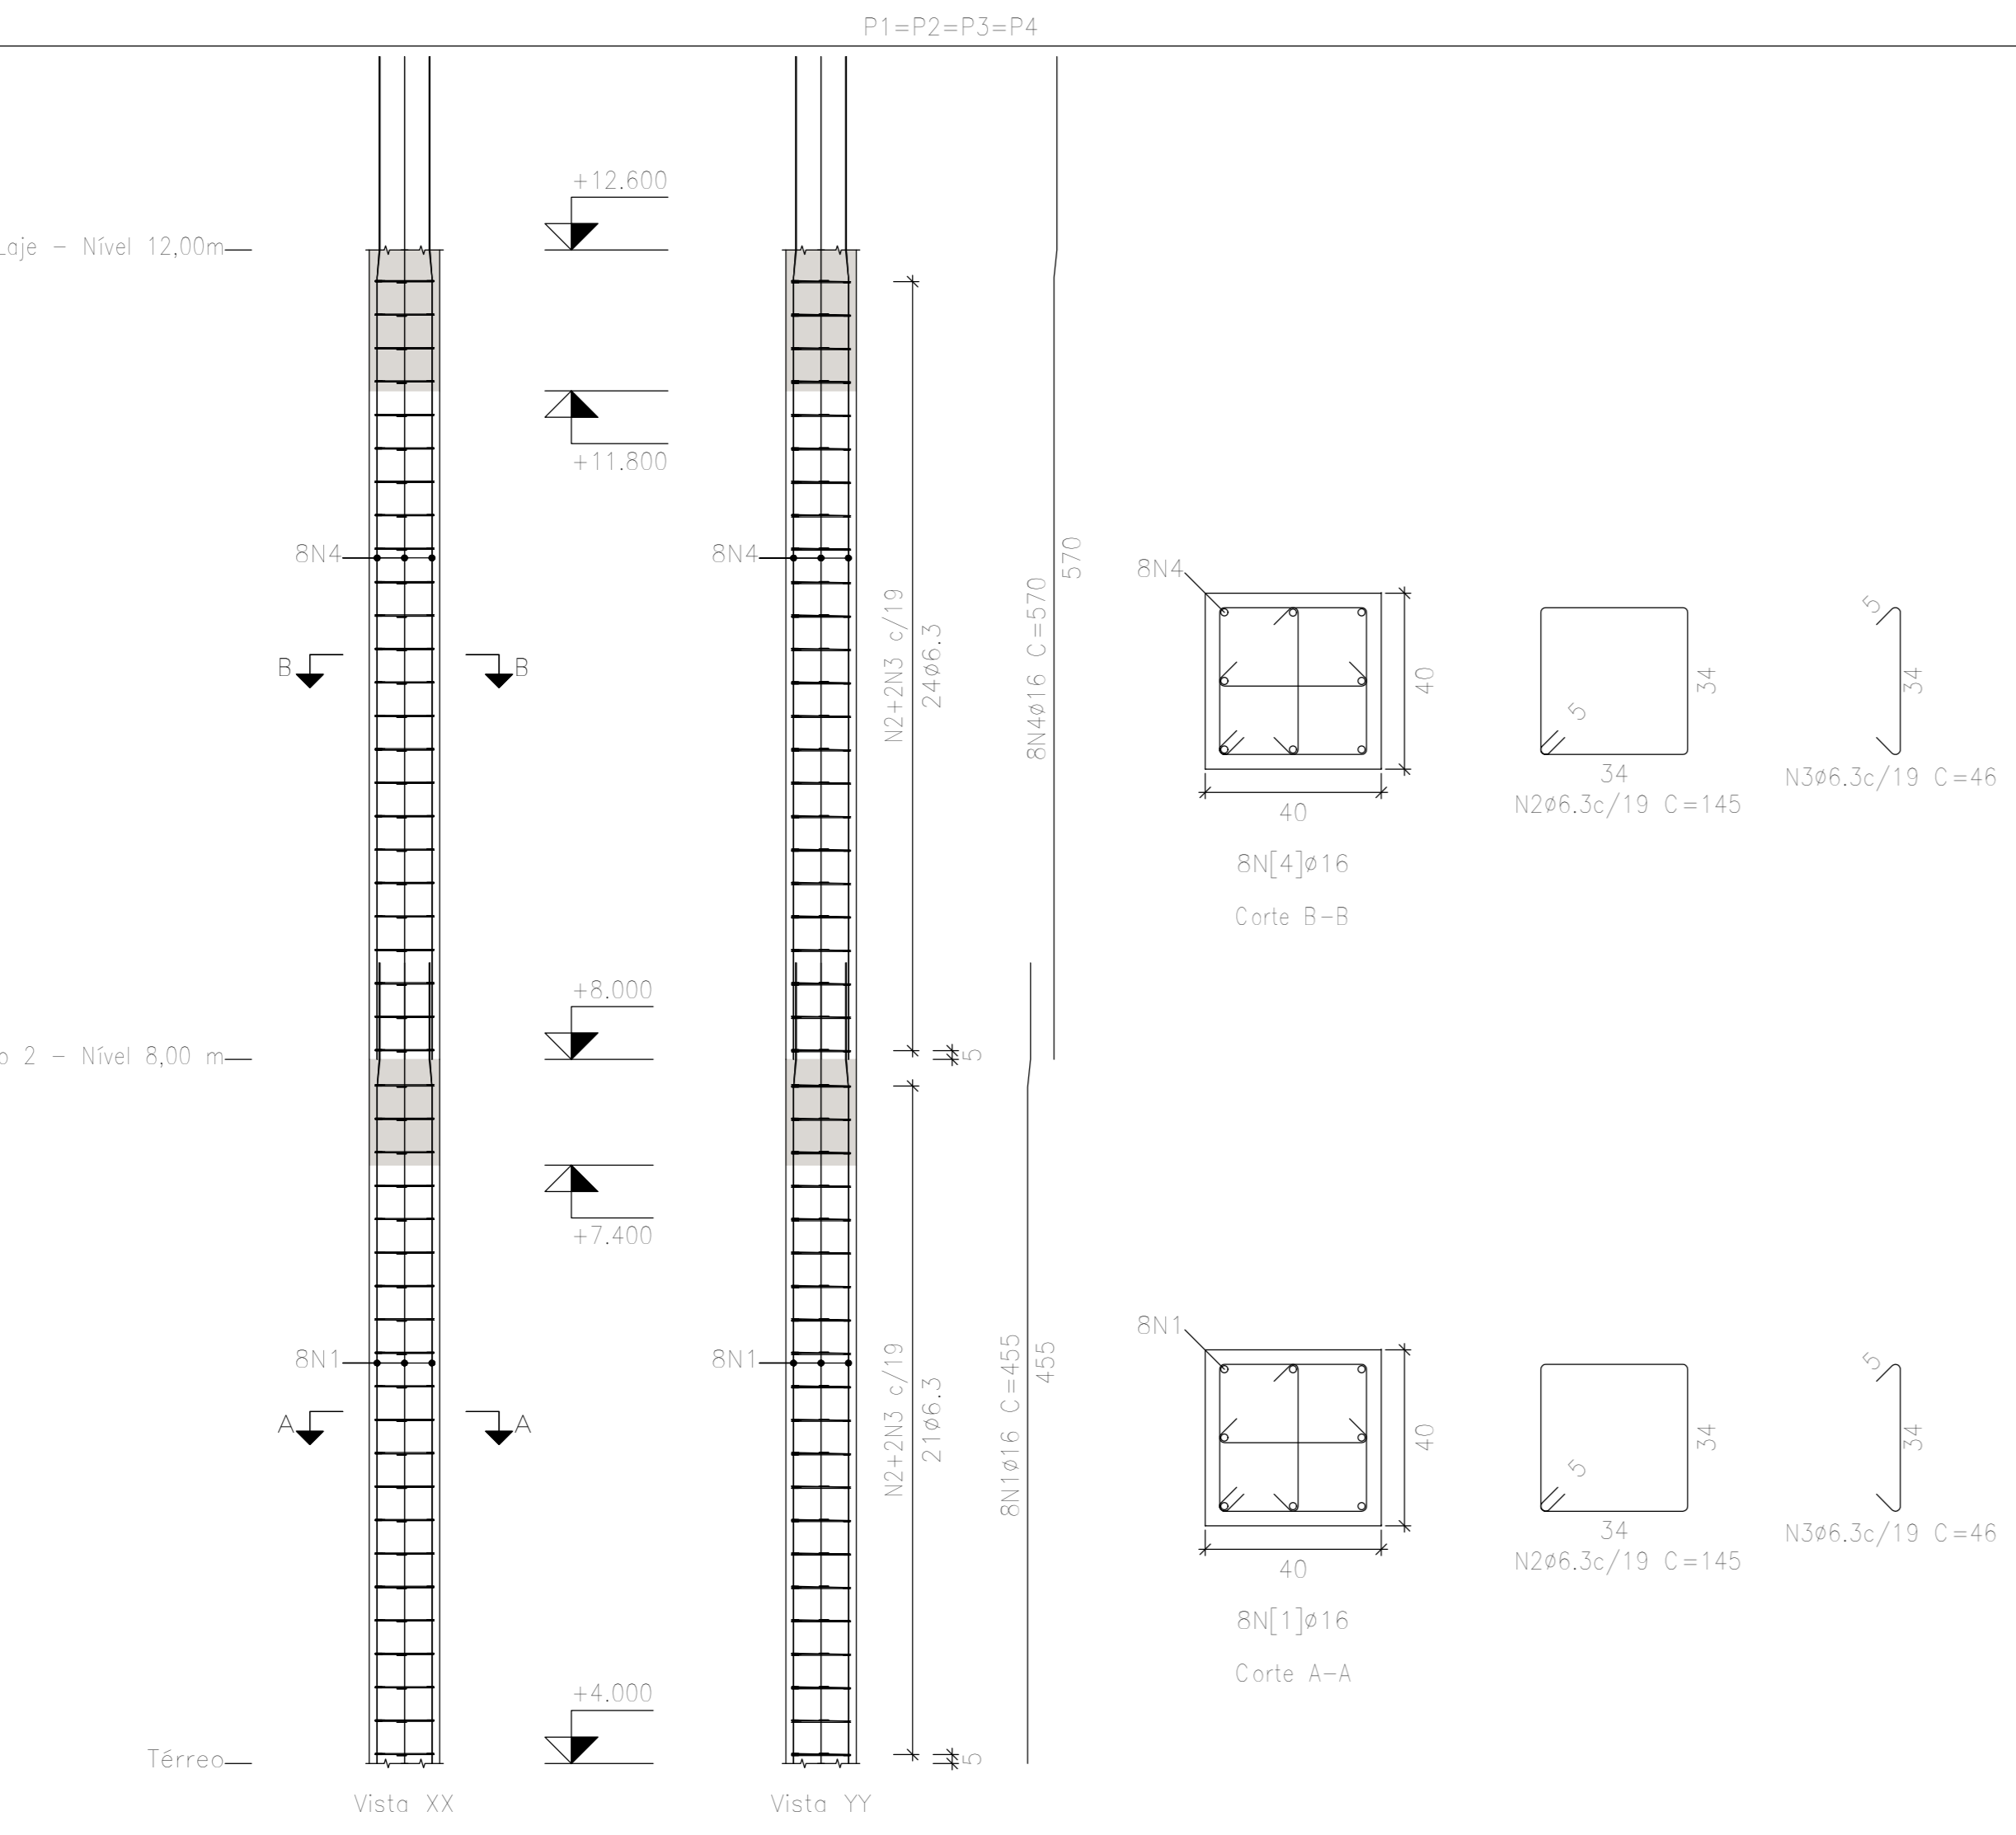 P1=P2=P3=P4
+12.600
Laje - Nível 12,00m
+11.800
8N4
8N4
N2+2N3 c/19
24ø6.3
8N4ø16 C=570
570
B
B
8N4
40
40
8N[4]ø16
Corte B-B
5
34
34
N2ø6.3c/19 C=145
5
34
N3ø6.3c/19 C=46
+8.000
o 2 - Nível 8,00 m
5
+7.400
8N1
8N1
N2+2N3 c/19
21ø6.3
8N1ø16 C=455
455
A
A
8N1
40
40
8N[1]ø16
Corte A-A
5
34
34
N2ø6.3c/19 C=145
5
34
N3ø6.3c/19 C=46
+4.000
Térreo
5
Vista XX
Vista YY